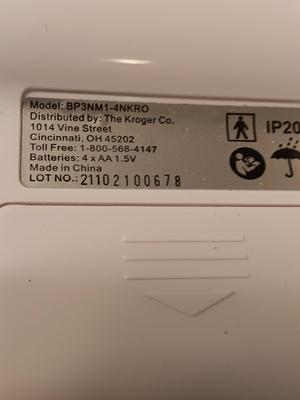 Model: BP3NM1-4NKRO
Distributed by: The Kroger Co.
1014 Vine Street
Cincinnati, OH 45202
Toll Free: 1-800-568-4147
Batteries: 4 x AA 1.5V
Made in China
LOT NO.: 21102100678
IP20